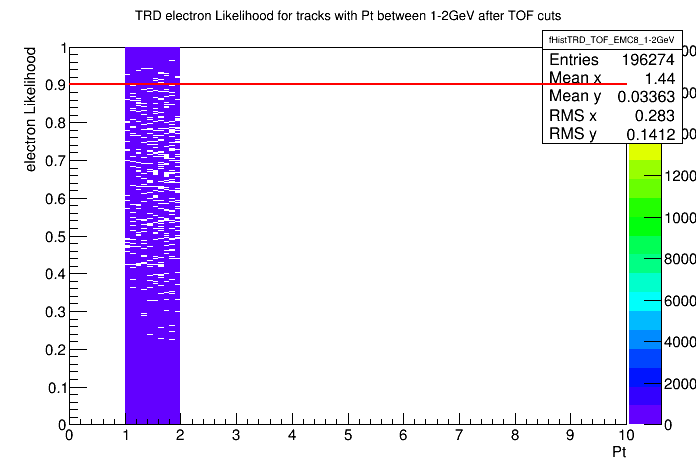 TRD electron Likelihood for tracks with Pt between 1-2GeV after TOF cuts
fHistTRD_TOF_EMC8_1-2GeV
Entries 196274
Mean x 1.44
Mean y 0.03363
RMS x 0.283
RMS y 0.1412
electron Likelihood
1
0.9
0.8
0.7
0.6
0.5
0.4
0.3
0.2
0.1
0
0 1 2 3 4 5 6 7 8 9 10
Pt
1200
1000
8000
6000
4000
2000
0